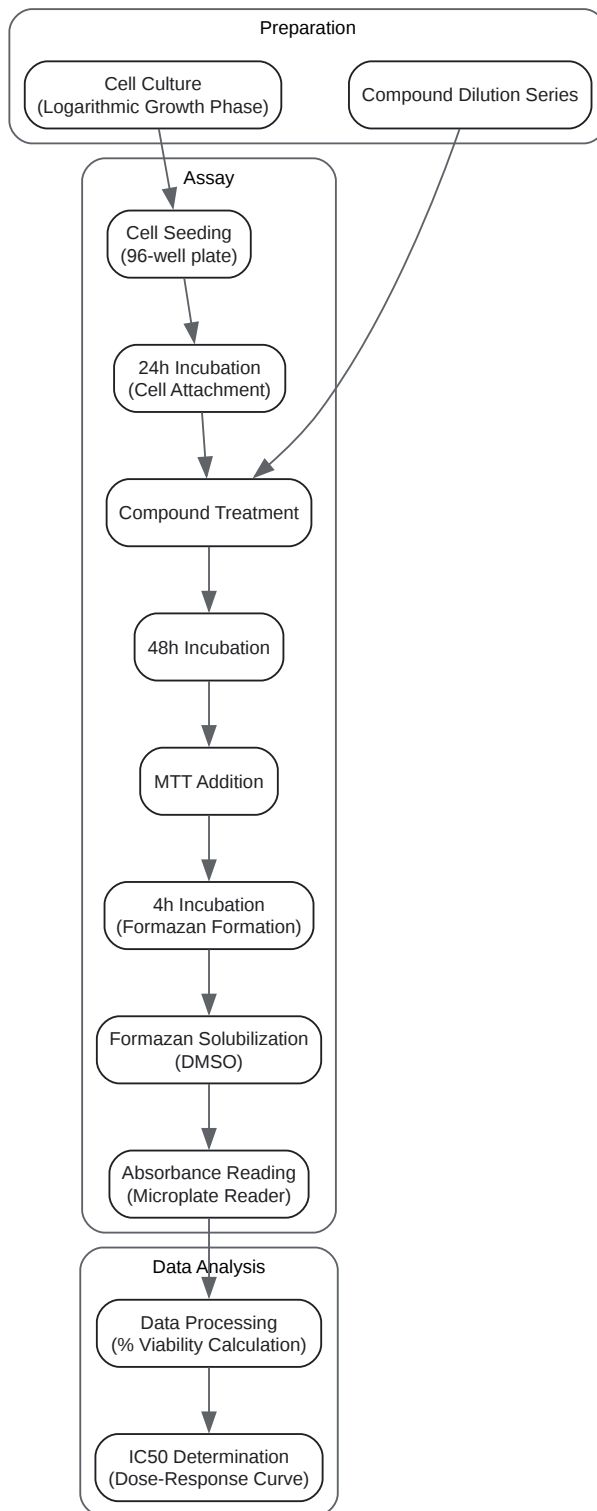 Preparation
Cell Culture
(Logarithmic Growth Phase)
Compound Dilution Series
Assay
Cell Seeding
(96-well plate)
24h Incubation
(Cell Attachment)
Compound Treatment
48h Incubation
MTT Addition
4h Incubation
(Formazan Formation)
Formazan Solubilization
(DMSO)
Absorbance Reading
(Microplate Reader)
Data Analysis
Data Processing
(% Viability Calculation)
IC50 Determination
(Dose-Response Curve)